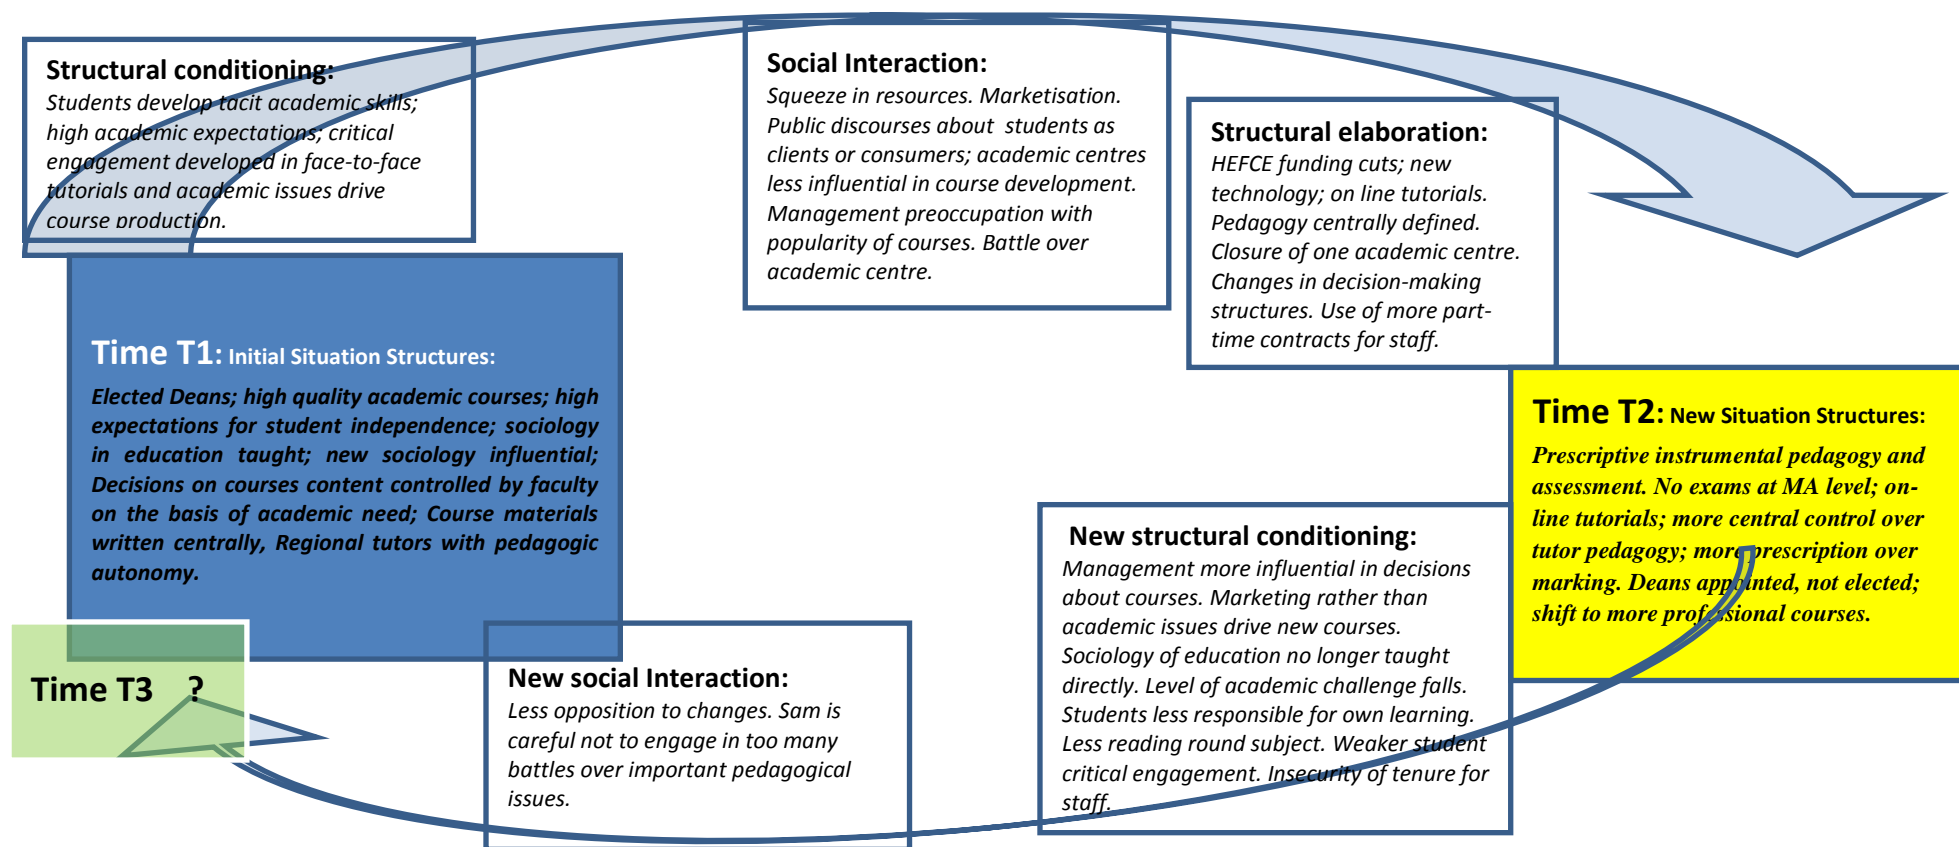 Structural conditioning:
Students develop tacit academic skills;
high academic expectations; critical
engagement developed in face-to-face
tutorials and academic issues drive
course production.
Social Interaction:
Squeeze in resources. Marketisation.
Public discourses about students as
clients or consumers; academic centres
less influential in course development.
Management preoccupation with
popularity of courses. Battle over
academic centre.
Structural elaboration:
HEFCE funding cuts; new
technology; on line tutorials.
Pedagogy centrally defined.
Closure of one academic centre.
Changes in decision-making
structures. Use of more part-
time contracts for staff.
Time T1: Initial Situation Structures:
Elected Deans; high quality academic courses; high
expectations for student independence; sociology
in education taught; new sociology influential;
Decisions on courses content controlled by faculty
on the basis of academic need; Course materials
written centrally, Regional tutors with pedagogic
autonomy.
Time T2: New Situation Structures:
Prescriptive instrumental pedagogy and
assessment. No exams at MA level; on-
line tutorials; more central control over
tutor pedagogy; more prescription over
marking. Deans appointed, not elected;
shift to more professional courses.
New structural conditioning:
Management more influential in decisions
about courses. Marketing rather than
academic issues drive new courses.
Sociology of education no longer taught
directly. Level of academic challenge falls.
Students less responsible for own learning.
Less reading round subject. Weaker student
critical engagement. Insecurity of tenure for
staff.
New social Interaction:
Less opposition to changes. Sam is
careful not to engage in too many
battles over important pedagogical
issues.
Time T3 ?